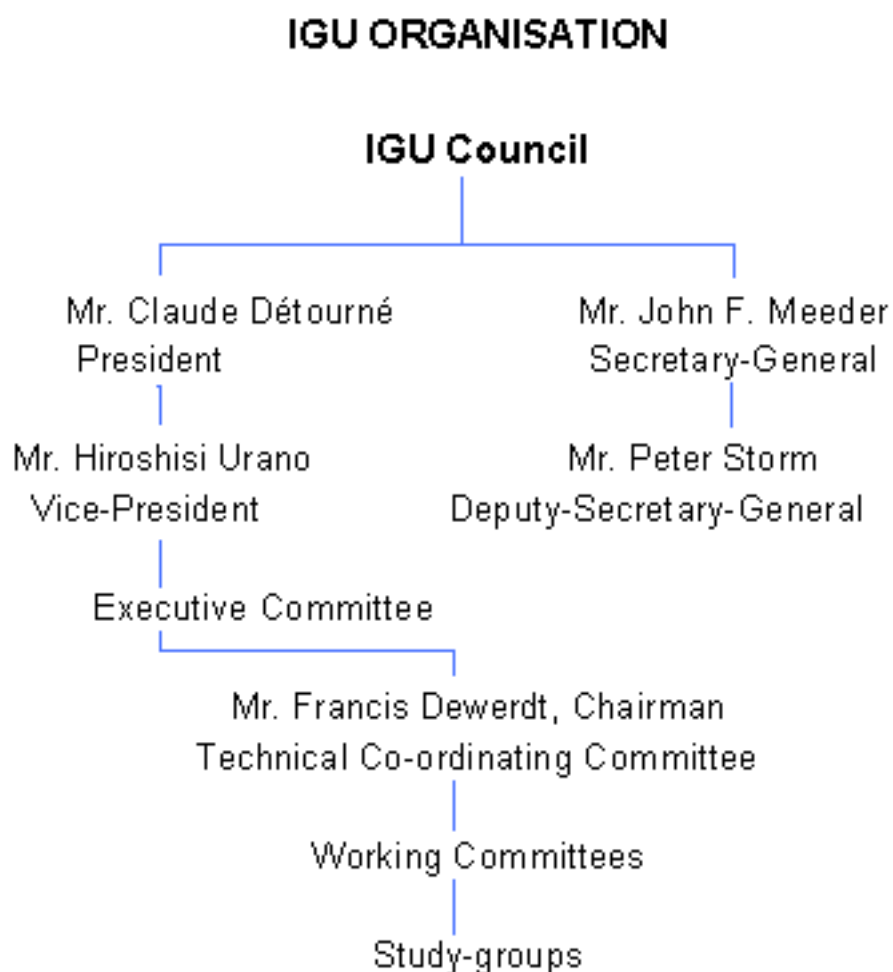 IGU ORGANISATION
IGU Council
Mr. Claude Détourné
President
Mr. John F. Meeder
Secretary-General
Mr. Hiroshisi Urano
Vice-President
Mr. Peter Storm
Deputy-Secretary-General
Executive Committee
Mr. Francis Dewerdt, Chairman
Technical Co-ordinating Committee
Working Committees
Study-groups